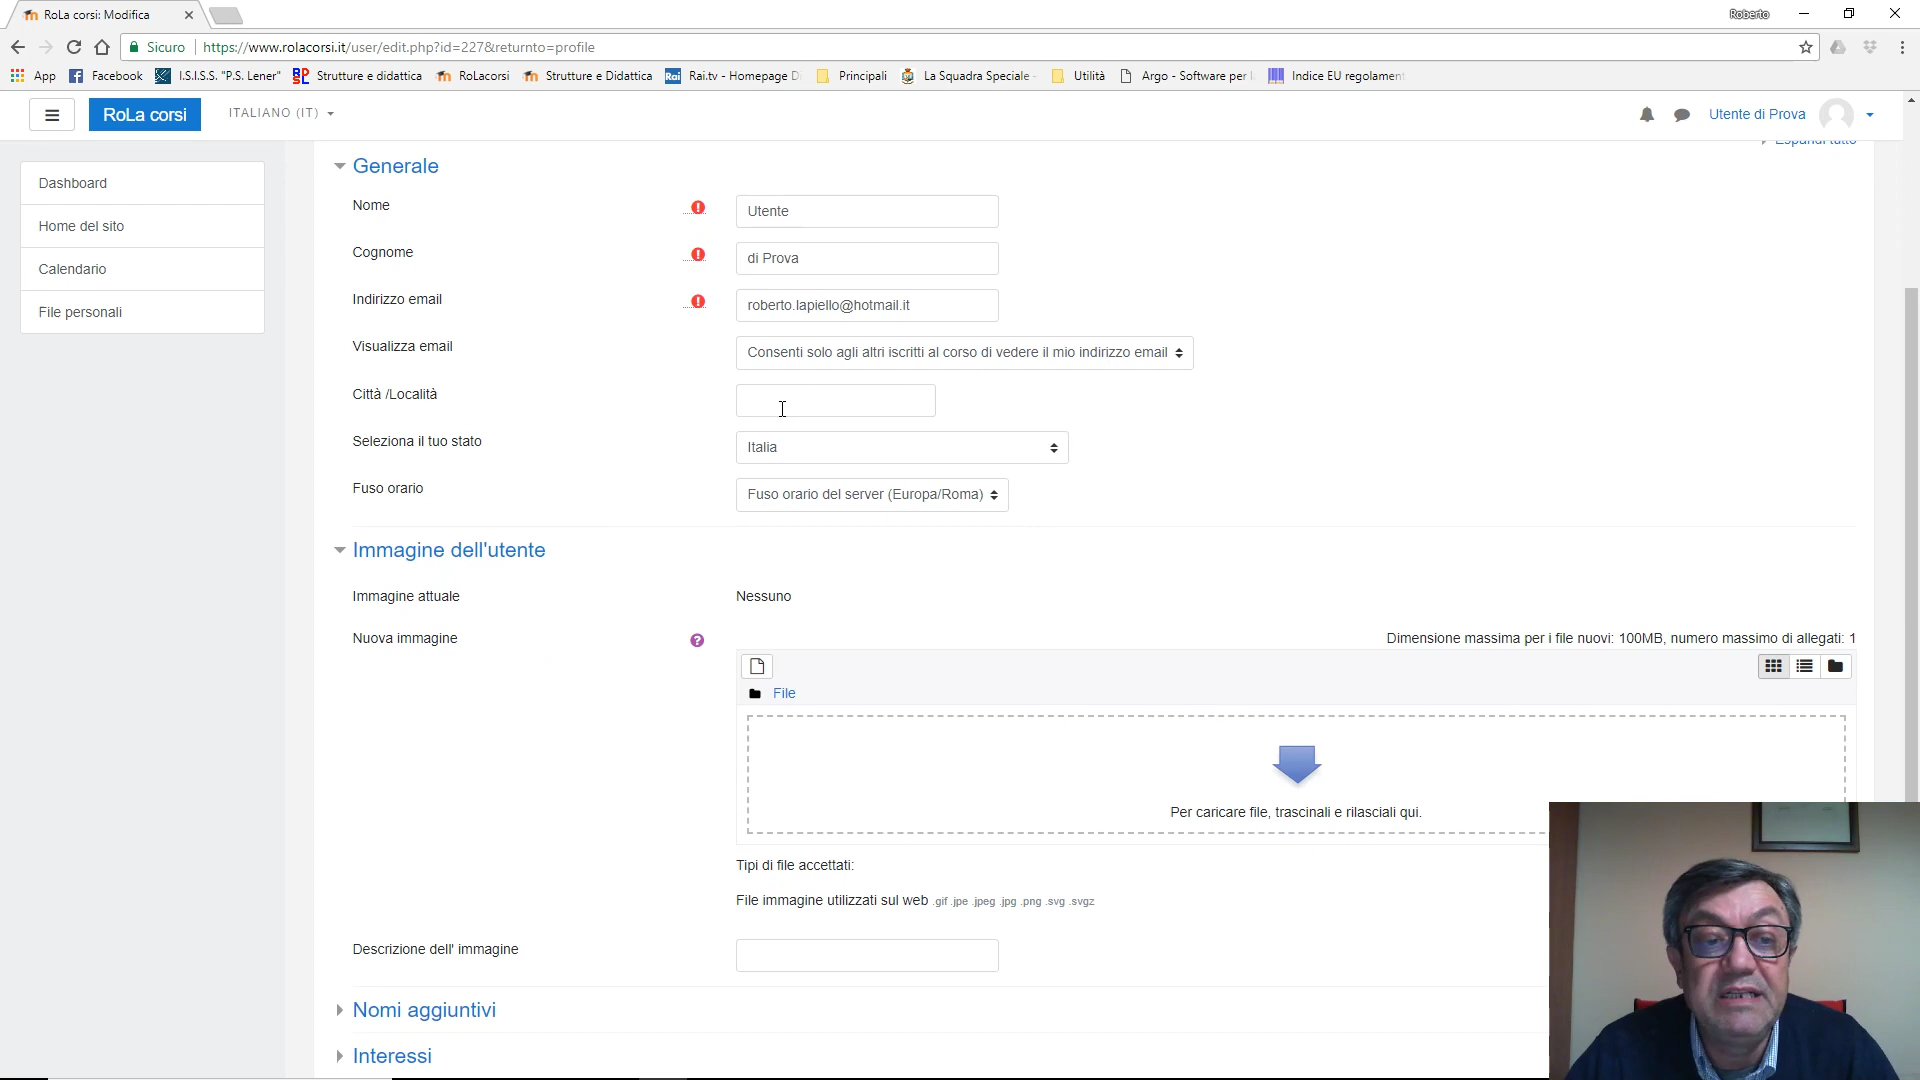 RoLa corsi: Modifica
Roberto
Sicuro https://www.rolacorsi.it/user/edit.php?id=227&returnto=profile
App Facebook I.S.I.S.S. "P.S. Lener" Strutture e didattica RoLacorsi Strutture e Didattica Rai Rai.tv - Homepage Principali La Squadra Speciale Utilità Argo - Software per Indice EU regolamen
RoLa corsi ITALIANO (IT) Utente di Prova
Espandi tutto
Generale
Dashboard
Nome Utente
Home del sito
Cognome di Prova
Calendario
Indirizzo email roberto.lapiello@hotmail.it
File personali
Visualizza email Consenti solo agli altri iscritti al corso di vedere il mio indirizzo email
Città /Località
Seleziona il tuo stato Italia
Fuso orario Fuso orario del server (Europa/Roma)
Immagine dell'utente
Immagine attuale Nessuno
Nuova immagine Dimensione massima per i file nuovi: 100MB, numero massimo di allegati: 1
File
Per caricare file, trascinali e rilasciali qui.
Tipi di file accettati:
File immagine utilizzati sul web .gif .jpe .jpeg .jpg .png .svg .svgz
Descrizione dell' immagine
Nomi aggiuntivi
Interessi